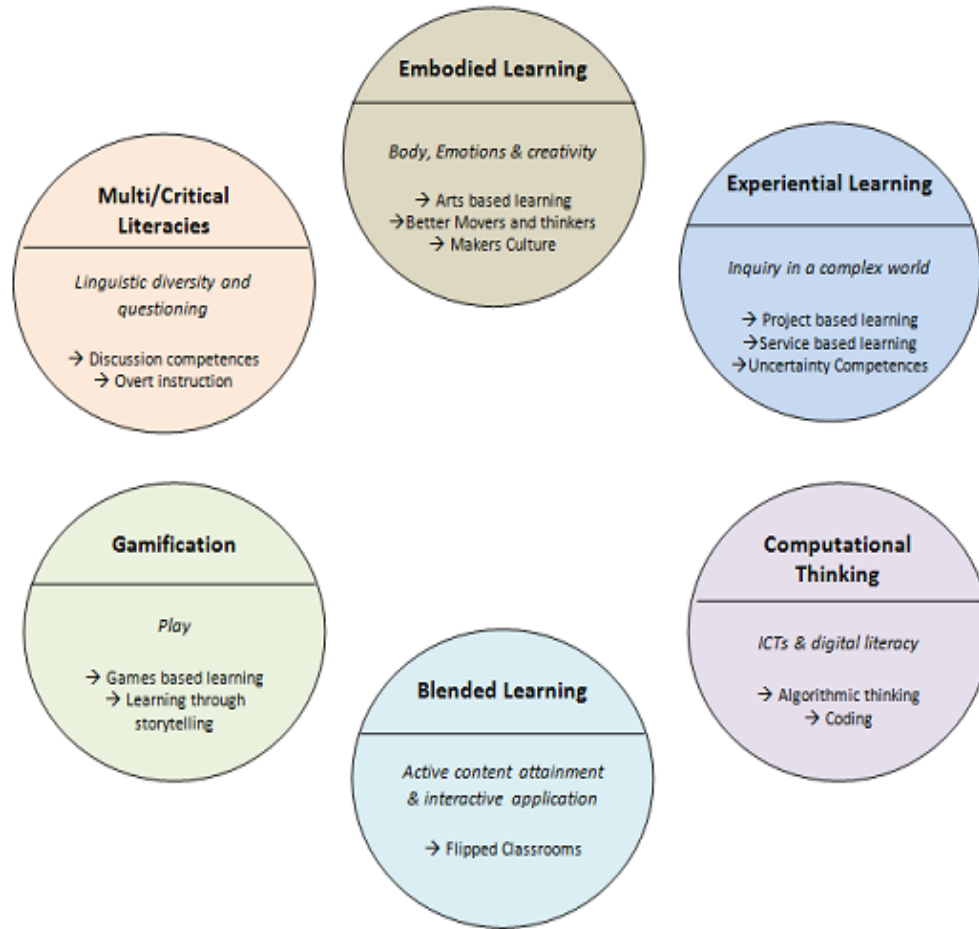 Embodied Learning
Body, Emotions & creativity
→ Arts based learning
→Better Movers and thinkers
→ Makers Culture
Experiential Learning
Inquiry in a complex world
→ Project based learning
→Service based learning
→Uncertainty Competences
Computational
Thinking
ICTs & digital literacy
→ Algorithmic thinking
→ Coding
Blended Learning
Active content attainment
& interactive application
→ Flipped Classrooms
Gamification
Play
→ Games based learning
→ Learning through
storytelling
Multi/Critical
Literacies
Linguistic diversity and
questioning
→ Discussion competences
→ Overt instruction